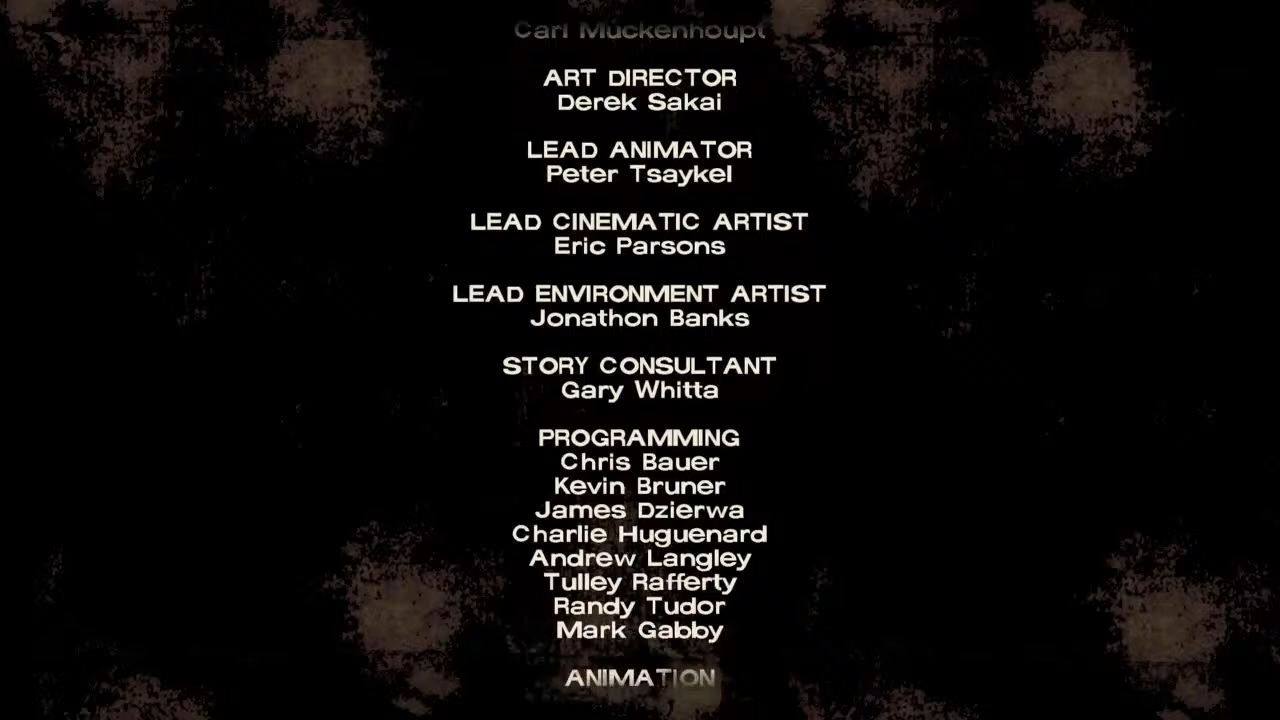 Carl Muckenhoupt
ART DIRECTOR
Derek Sakai
LEAD ANIMATOR
Peter Tsaykel
LEAD CINEMATIC ARTIST
Eric Parsons
LEAD ENVIRONMENT ARTIST
Jonathon Banks
STORY CONSULTANT
Gary Whitta
PROGRAMMING
Chris Bauer
Kevin Bruner
James Dzierwa
Charlie Huguenard
Andrew Langley
Tulley Rafferty
Randy Tudor
Mark Gabby
ANIMATION